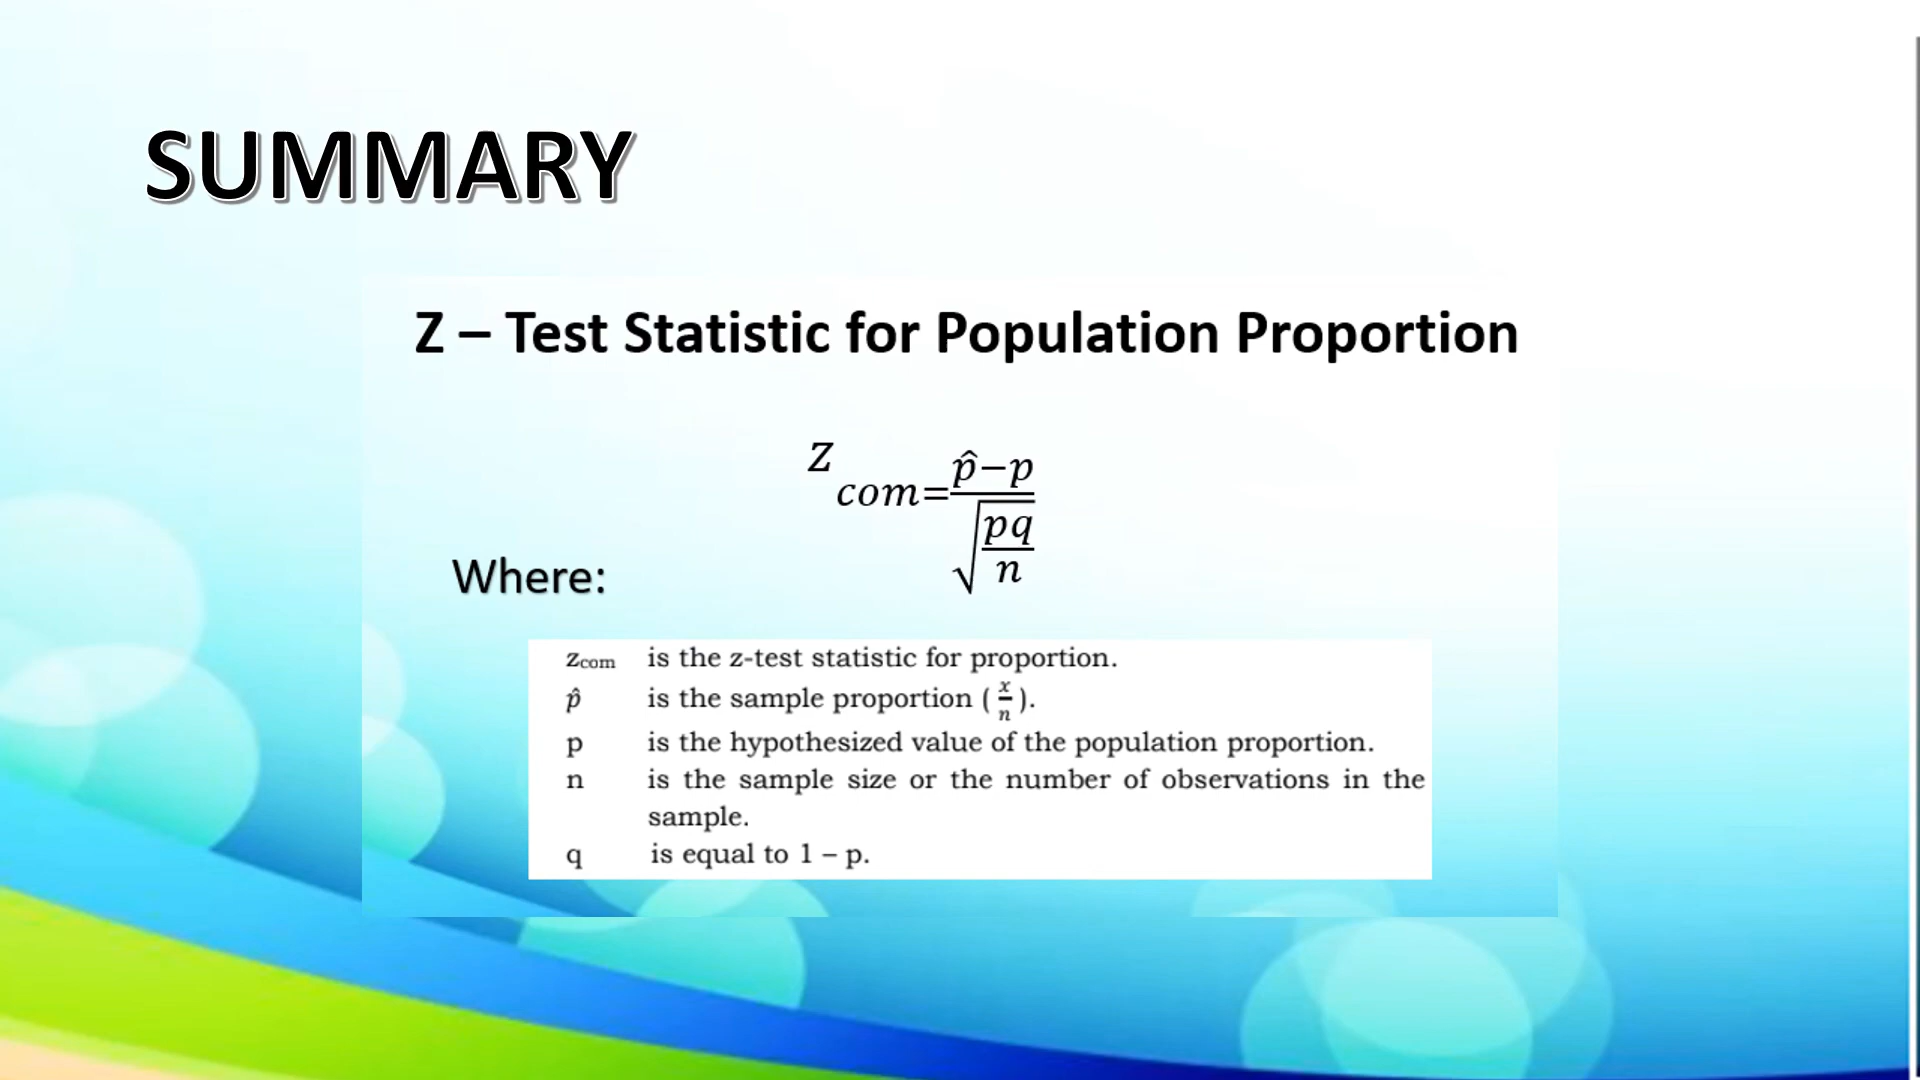 SUMMARY
Z – Test Statistic for Population Proportion
z com = p̂−p / √(pq/n)
Where:
zcom is the z-test statistic for proportion.
p̂ is the sample proportion ( x/n ).
p is the hypothesized value of the population proportion.
n is the sample size or the number of observations in the
sample.
q is equal to 1 – p.